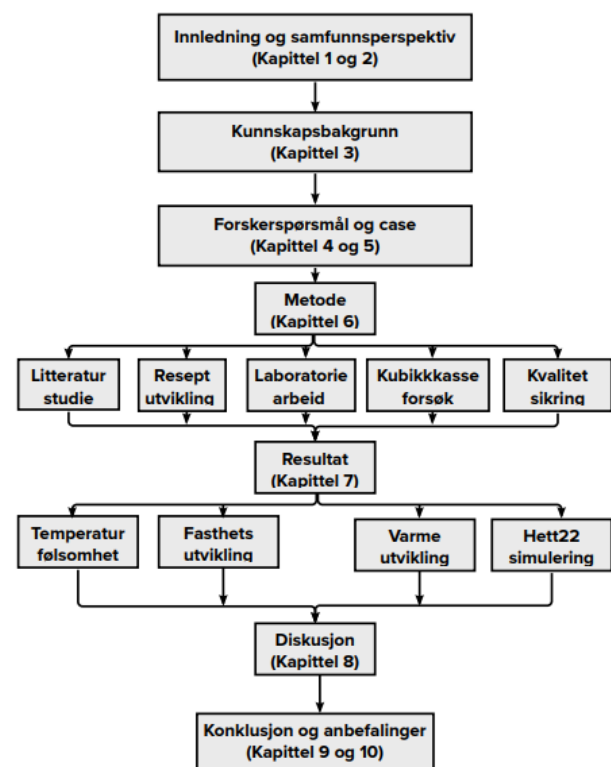 Innledning og samfunnsperspektiv
(Kapittel 1 og 2)
Kunnskapsbakgrunn
(Kapittel 3)
Forskerspørsmål og case
(Kapittel 4 og 5)
Metode
(Kapittel 6)
Litteratur
studie
Resept
utvikling
Laboratorie
arbeid
Kubikkkasse
forsøk
Kvalitet
sikring
Resultat
(Kapittel 7)
Temperatur
følsomhet
Fasthets
utvikling
Varme
utvikling
Hett22
simulering
Diskusjon
(Kapittel 8)
Konklusjon og anbefalinger
(Kapittel 9 og 10)